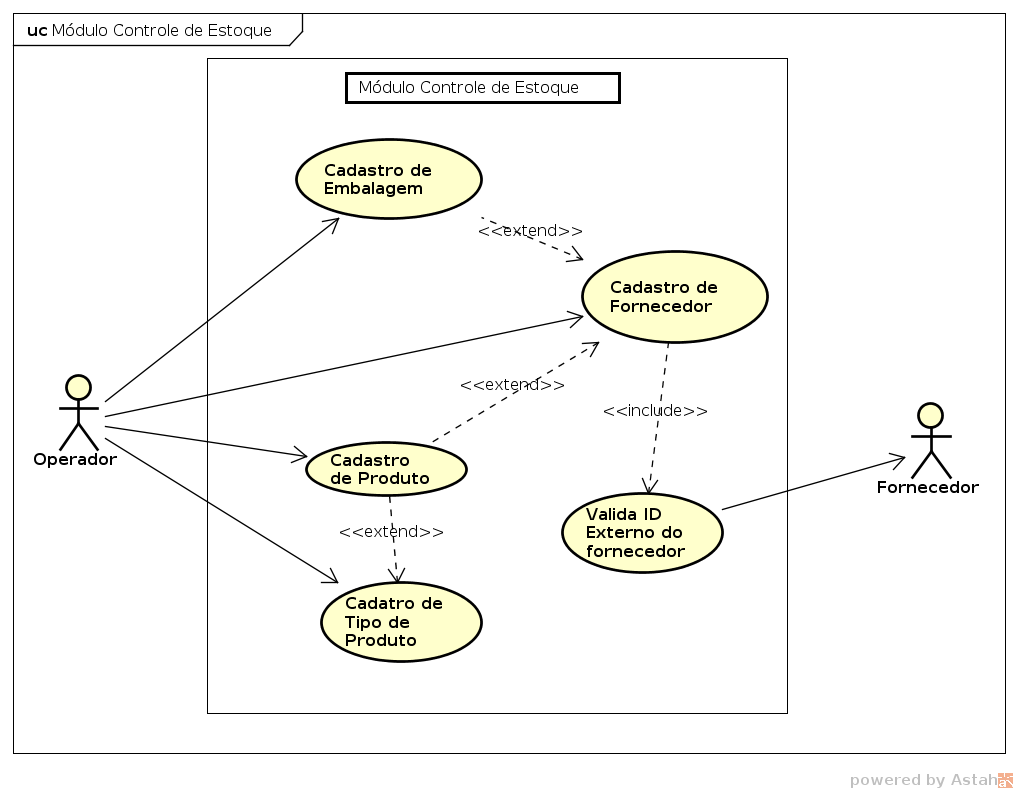 uc Módulo Controle de Estoque
Módulo Controle de Estoque
Cadastro de
Embalagem
<<extend>>
Cadastro de
Fornecedor
<<extend>>
<<include>>
Operador
Cadastro
de Produto
Fornecedor
Valida ID
Externo do
fornecedor
<<extend>>
Cadatro de
Tipo de
Produto
powered by Astah